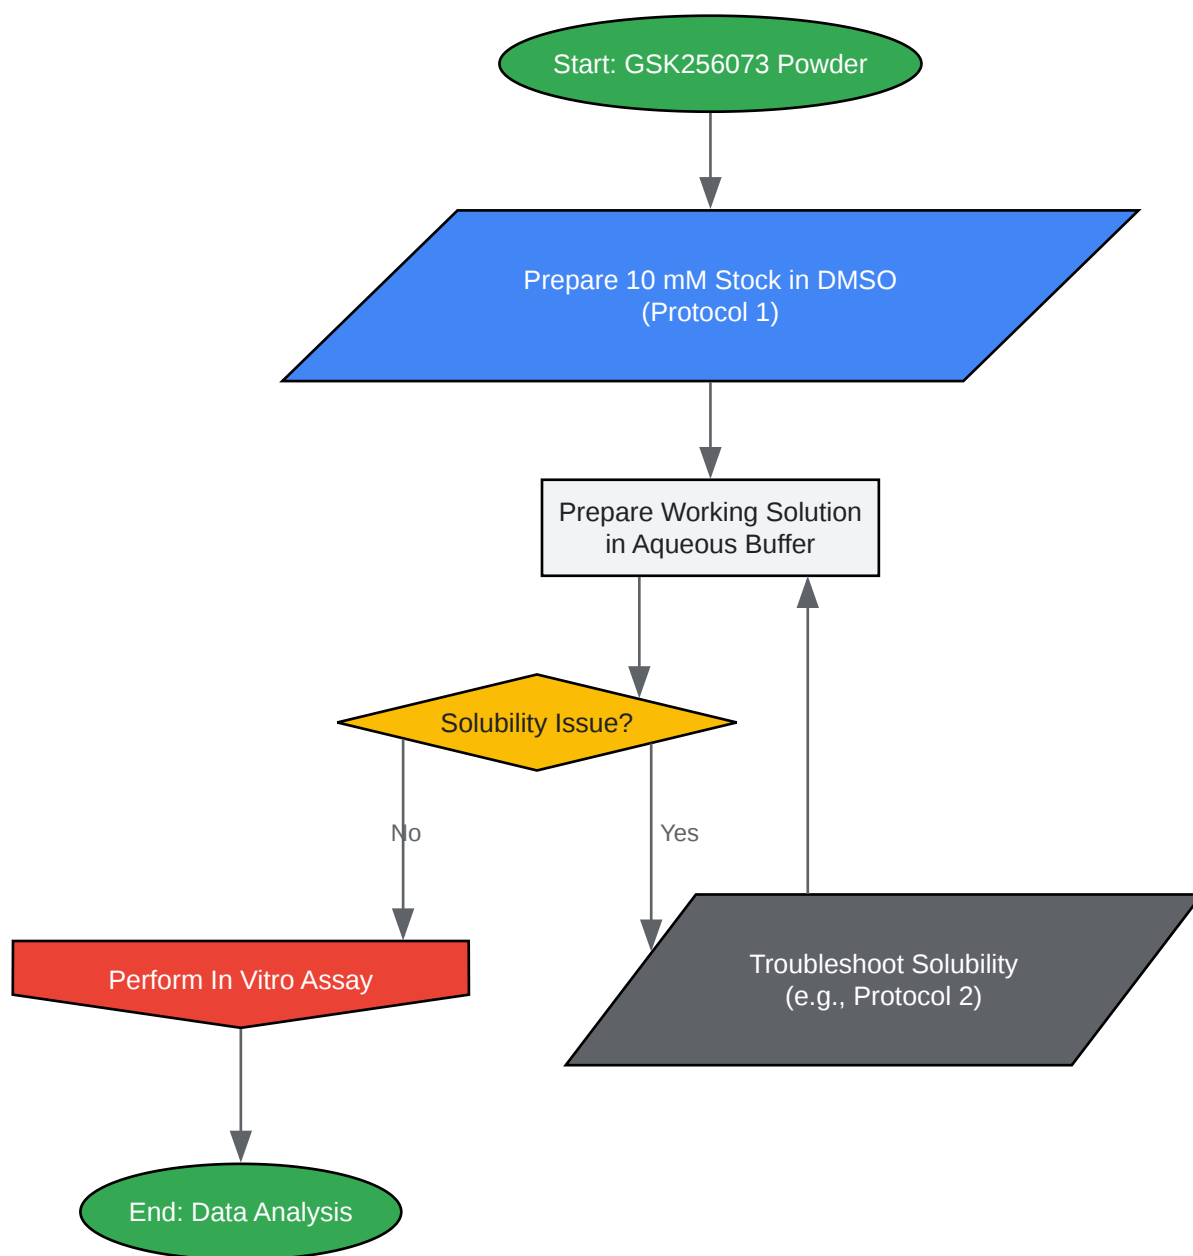 Start: GSK256073 Powder
Prepare 10 mM Stock in DMSO
(Protocol 1)
Prepare Working Solution
in Aqueous Buffer
Solubility Issue?
No
Yes
Troubleshoot Solubility
(e.g., Protocol 2)
Perform In Vitro Assay
End: Data Analysis